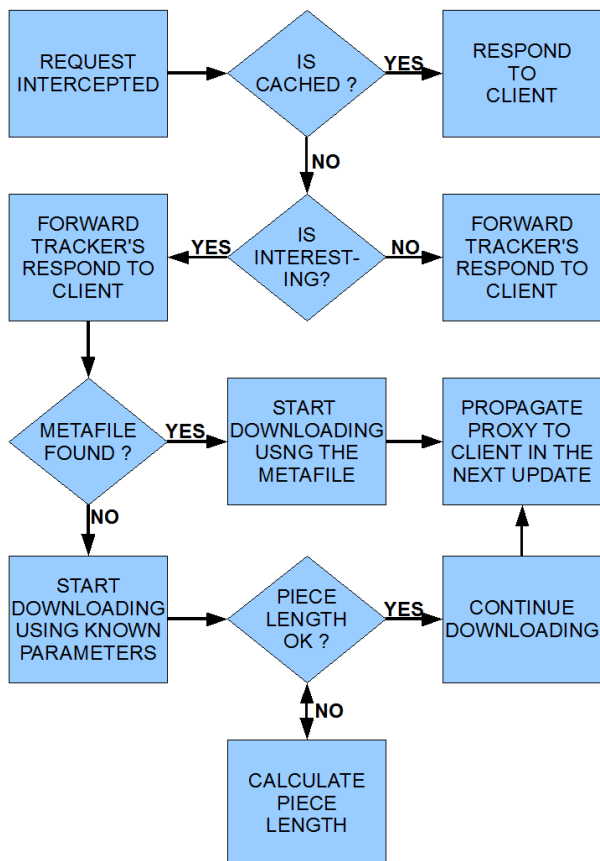 REQUEST
INTERCEPTED
IS
CACHED ?
YES
RESPOND
TO
CLIENT
NO
FORWARD
TRACKER'S
RESPOND TO
CLIENT
YES
IS
INTEREST-
ING?
NO
FORWARD
TRACKER'S
RESPOND TO
CLIENT
METAFILE
FOUND ?
YES
START
DOWNLOADING
USNG THE
METAFILE
PROPAGATE
PROXY TO
CLIENT IN THE
NEXT UPDATE
NO
START
DOWNLOADING
USING KNOWN
PARAMETERS
PIECE
LENGTH
OK ?
YES
CONTINUE
DOWNLOADING
NO
CALCULATE
PIECE
LENGTH